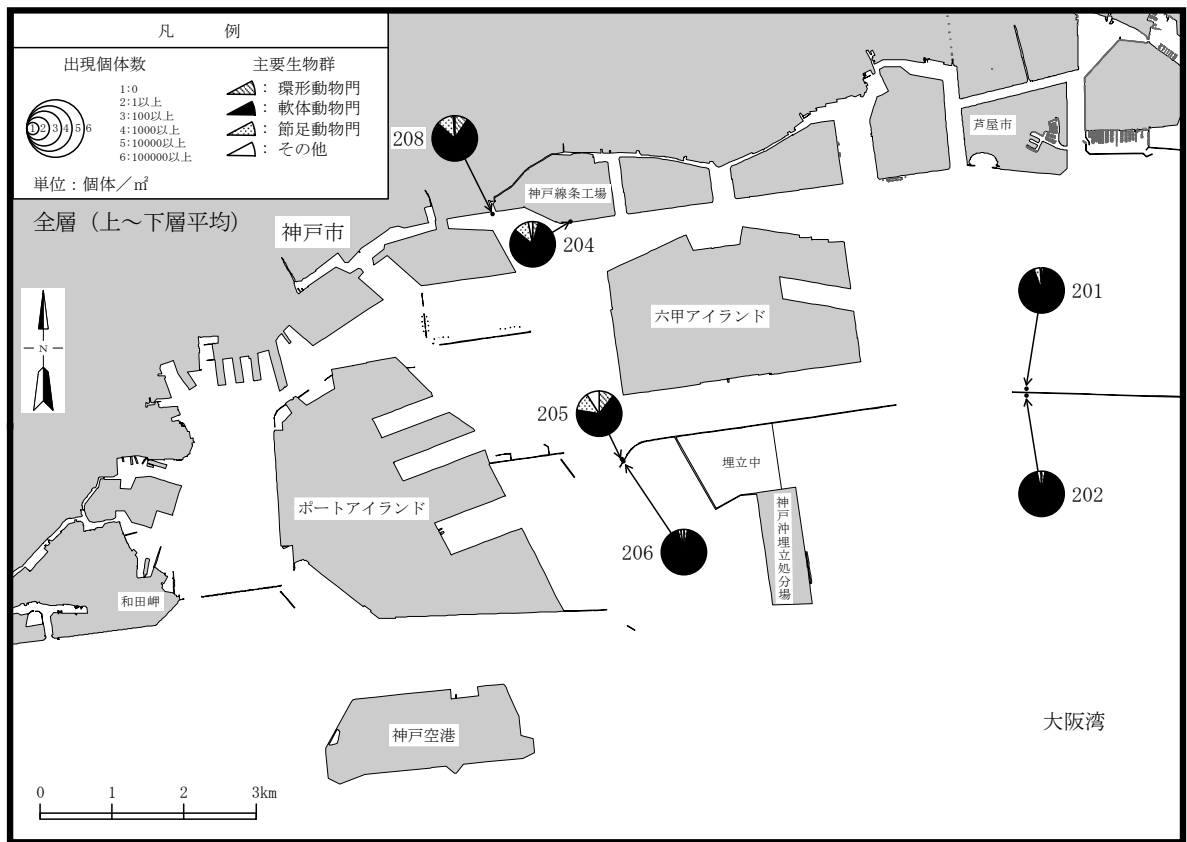 凡 例
出現個体数
1:0
2:1以上
3:100以上
4:1000以上
5:10000以上
6:100000以上
1 2 3 4 5 6
単位：個体／㎡
主要生物群
： 環形動物門
： 軟体動物門
： 節足動物門
： その他
全層（上～下層平均）
神戸市
208
神戸線条工場
204
芦屋市
201
N
六甲アイランド
205
埋立中
202
ポートアイランド
神戸沖埋立処分場
206
和田岬
神戸空港
大阪湾
0 1 2 3km